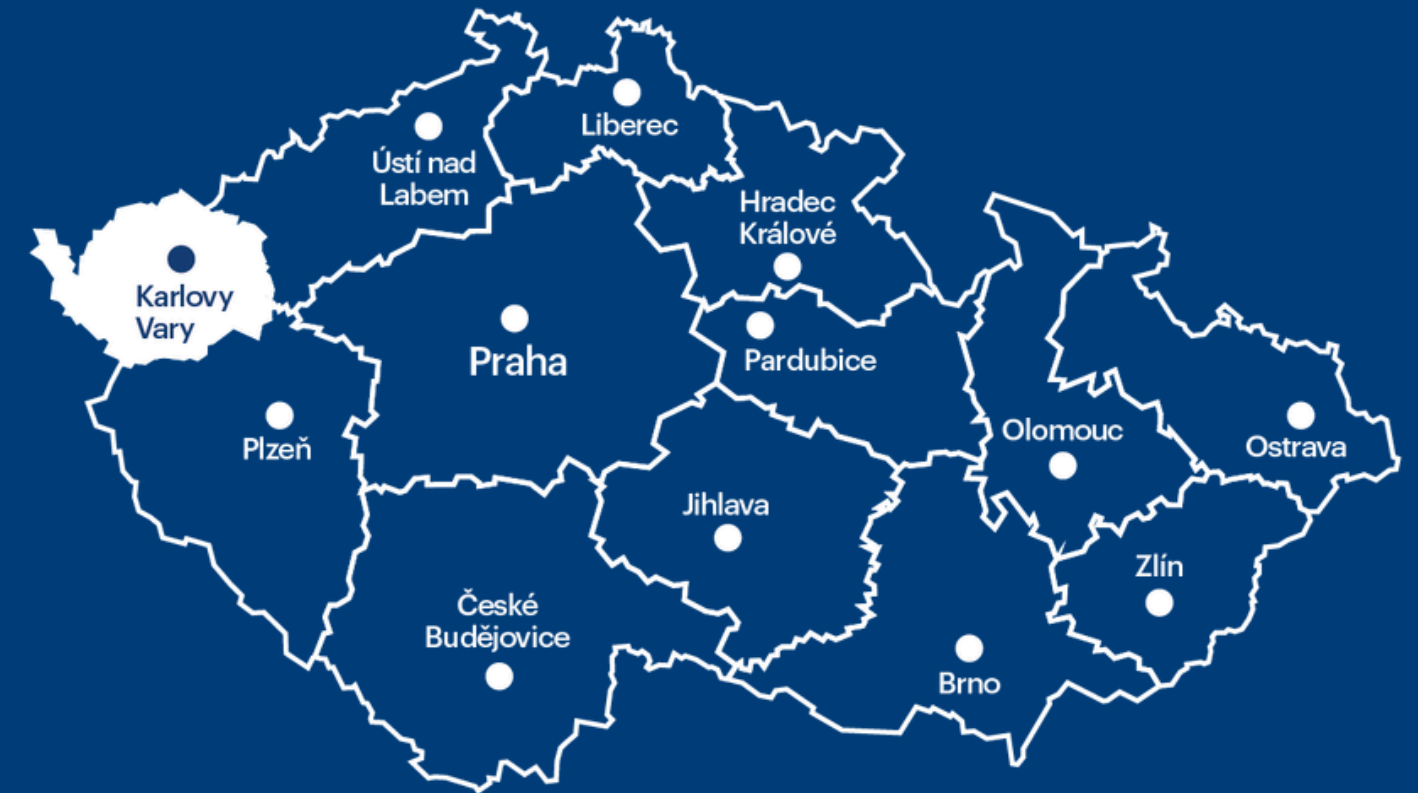 Liberec
Ústí nad
Labem
Hradec
Králové
Karlovy
Vary
Praha
Pardubice
Plzeň
Olomouc
Ostrava
Jihlava
Zlín
České
Budějovice
Brno